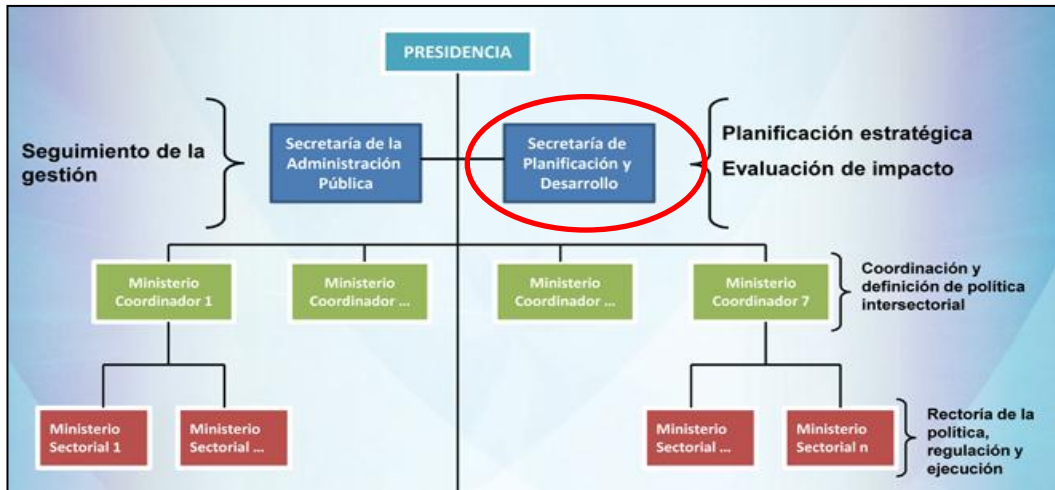 PRESIDENCIA
Seguimiento de la
gestión
Secretaría de la
Administración
Pública
Secretaría de
Planificación y
Desarrollo
Planificación estratégica
Evaluación de impacto
Ministerio
Coordinador 1
Ministerio
Coordinador ...
Ministerio
Coordinador ...
Ministerio
Coordinador 7
Coordinación y
definición de política
intersectorial
Ministerio
Sectorial 1
Ministerio
Sectorial ...
Ministerio
Sectorial ...
Ministerio
Sectorial n
Rectoría de la
política,
regulación y
ejecución